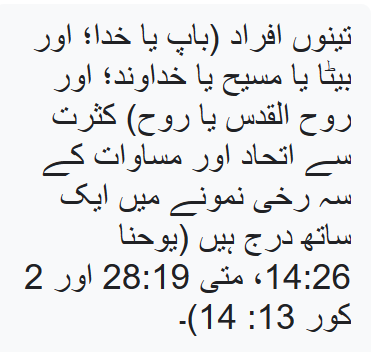 تینوں افراد (باپ یا خدا؛ اور
بیٹا یا مسیح یا خداوند؛ اور
روح القدس یا روح) کثرت
سے اتحاد اور مساوات کے
سہ رخی نمونے میں ایک
ساتھ درج ہیں (یوحنا
14:26، متی 28:19 اور 2
کور 13: 14)۔